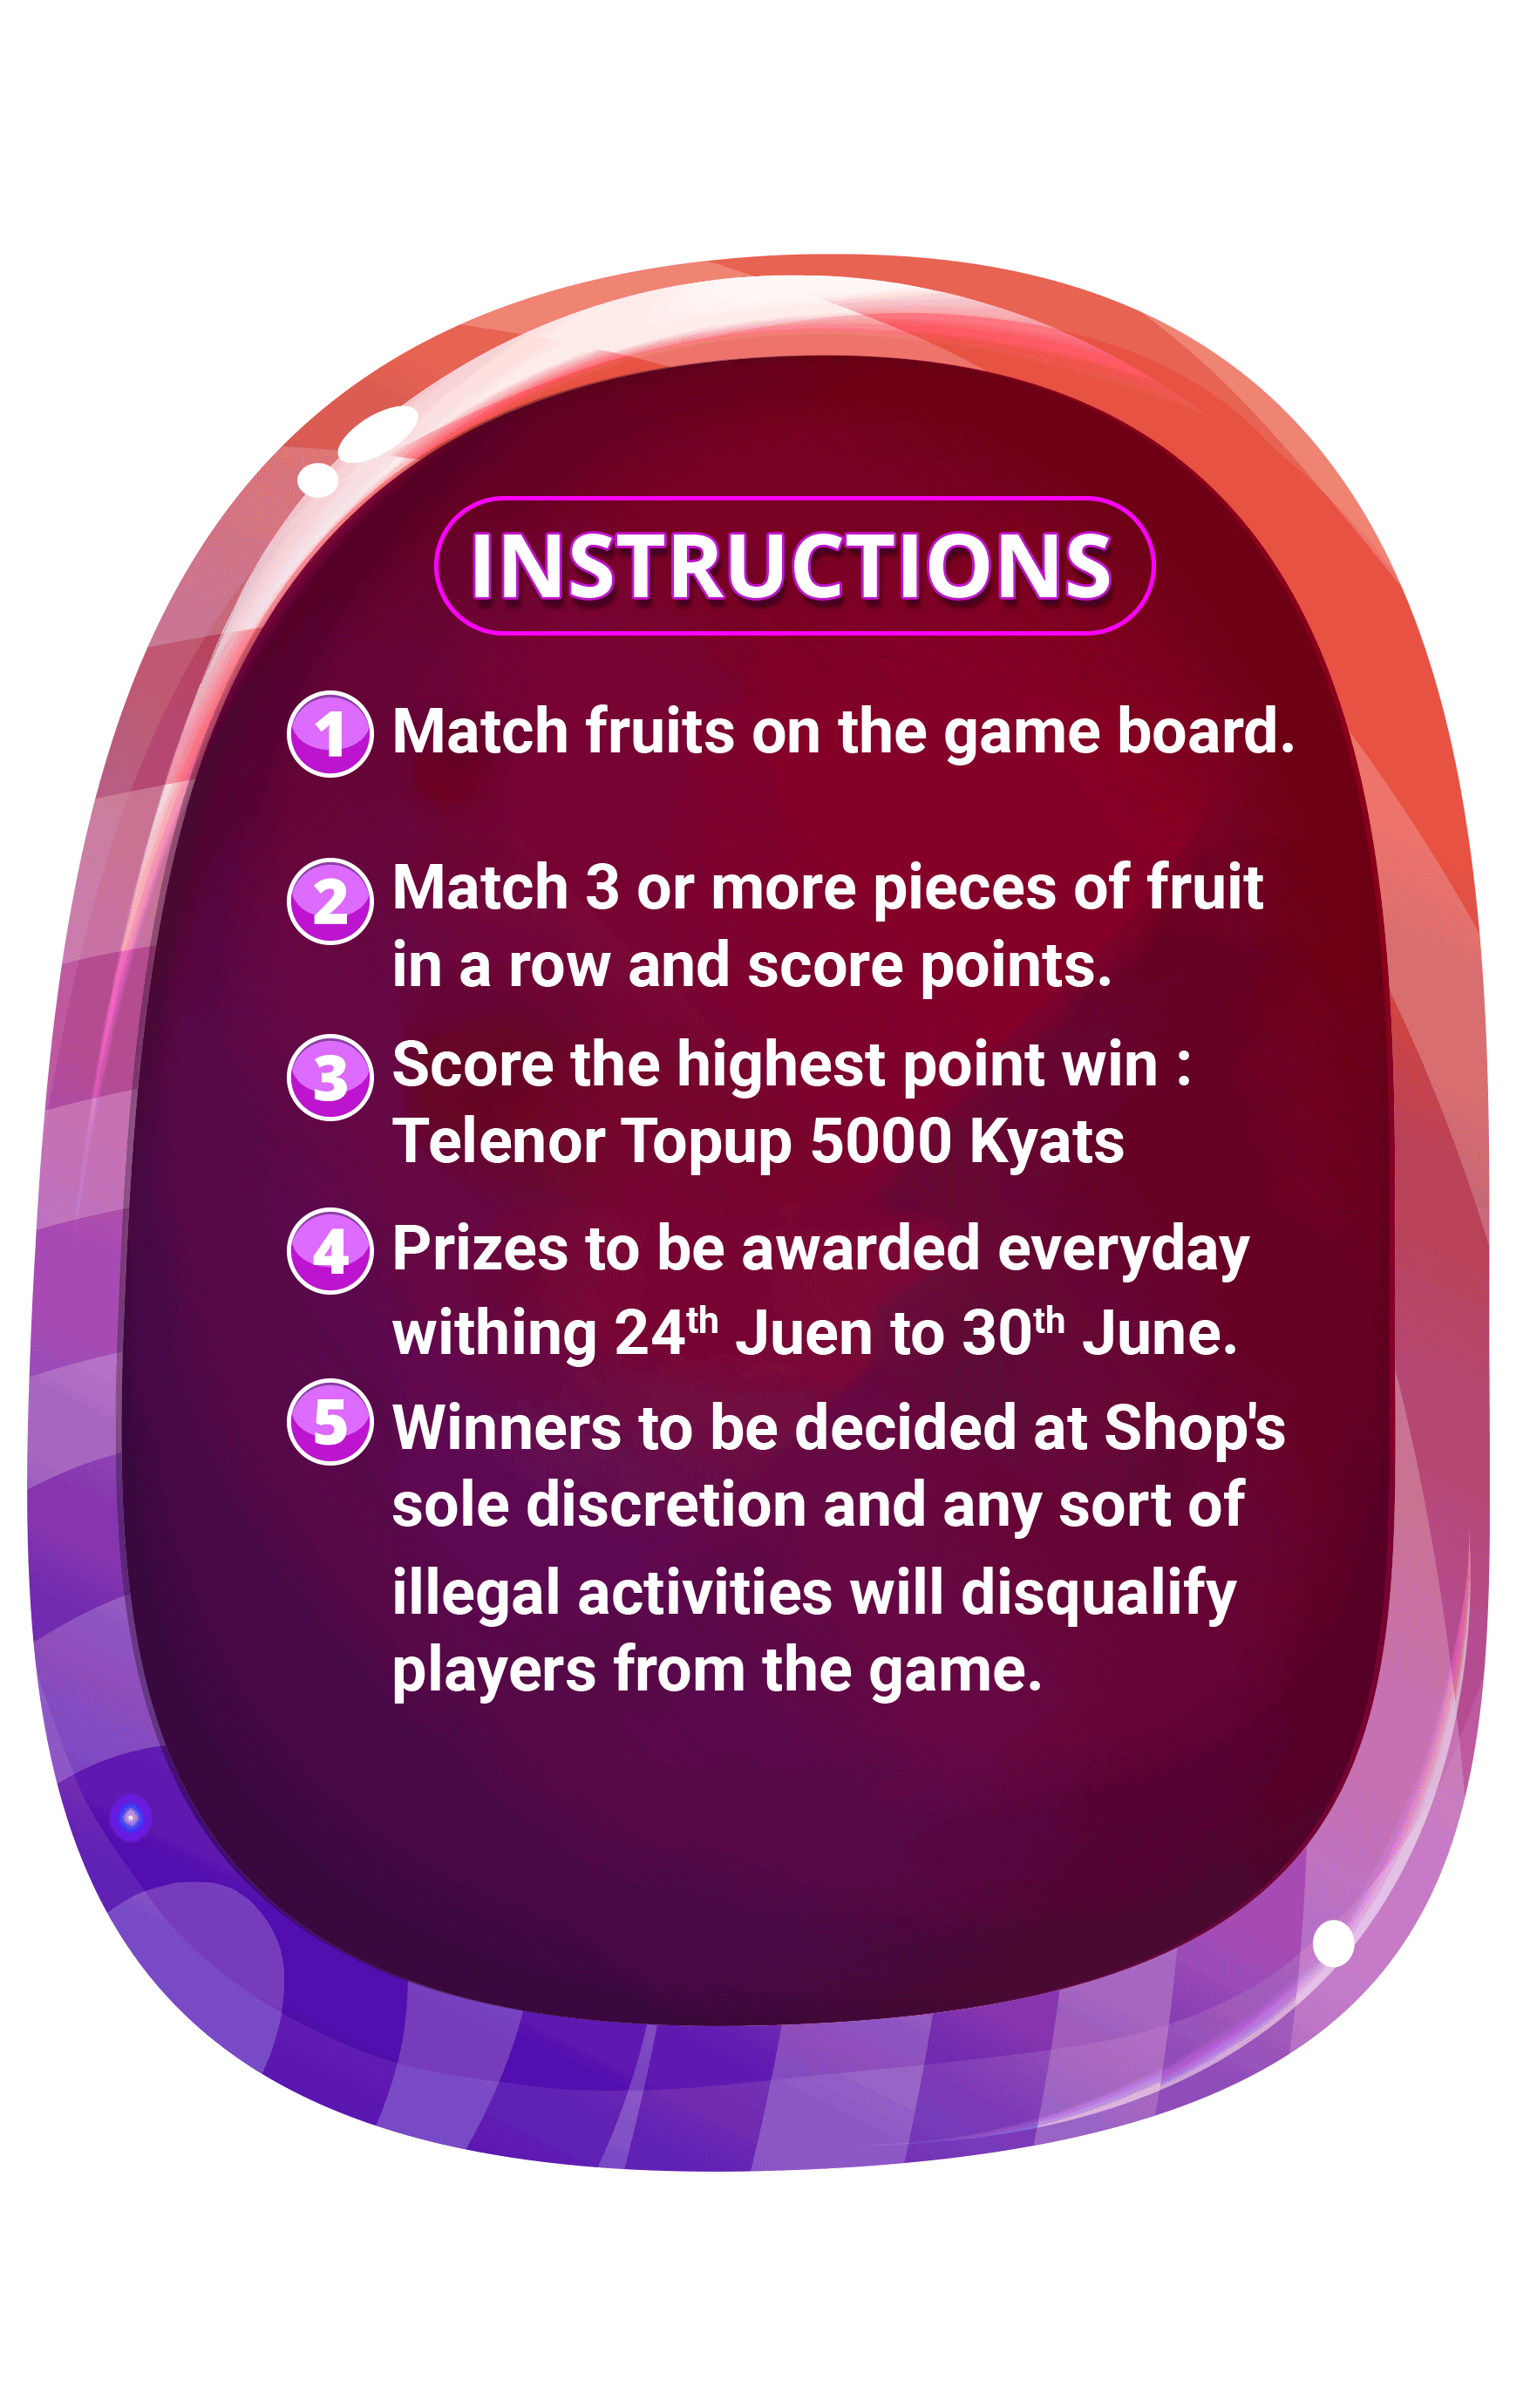 INSTRUCTIONS
1 Match fruits on the game board.
2 Match 3 or more pieces of fruit
in a row and score points.
3 Score the highest point win :
Telenor Topup 5000 Kyats
4 Prizes to be awarded everyday
withing 24th Juen to 30th June.
5 Winners to be decided at Shop's
sole discretion and any sort of
illegal activities will disqualify
players from the game.